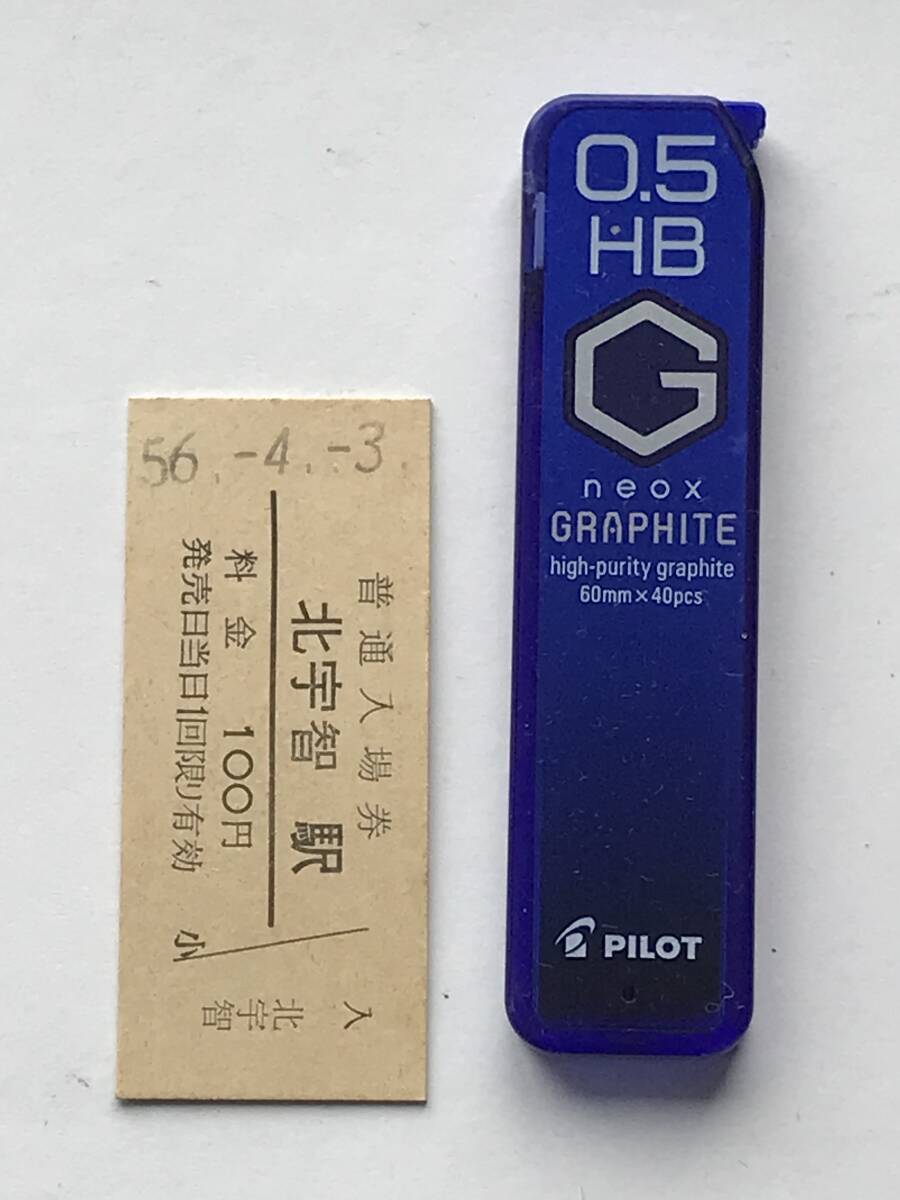 56.-4.-3.
普通入場券
北宇智駅
料金 100円
発売日当日1回限り有効
小
入
北宇智
0.5
HB
G
neox
GRAPHITE
high-purity graphite
60mm×40pcs
PILOT